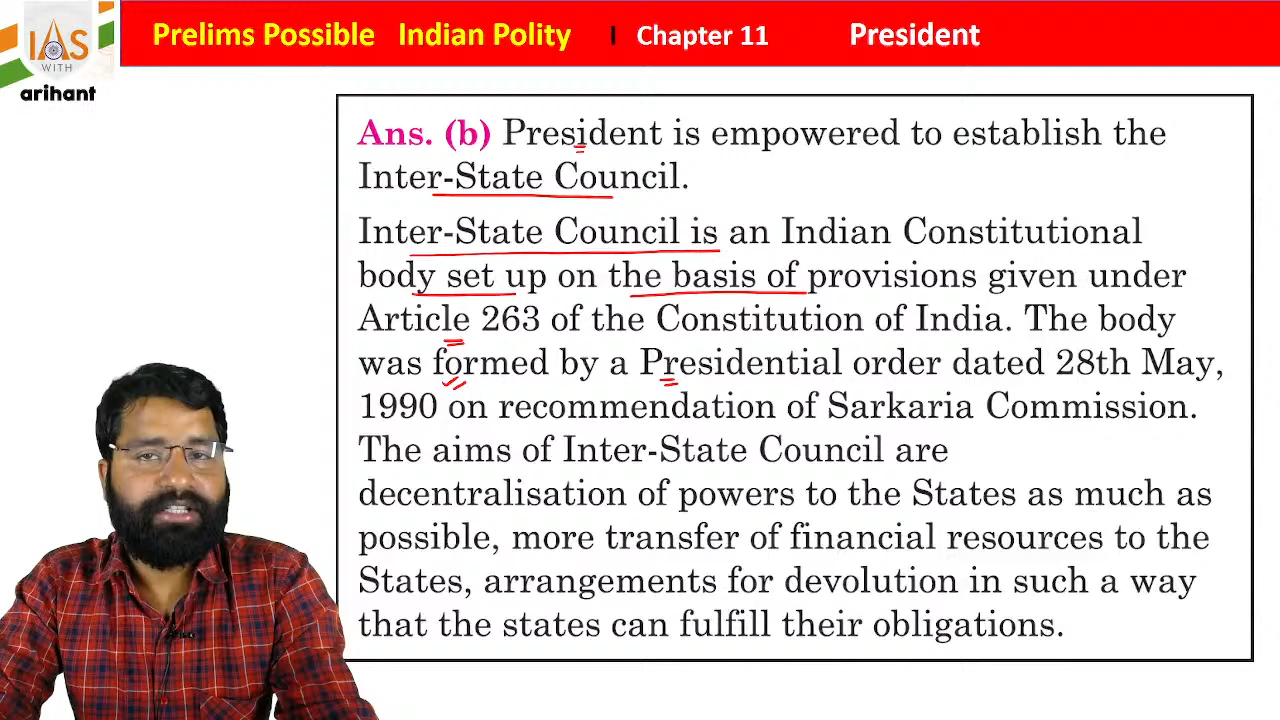 IAS
WITH
arihant
Prelims Possible Indian Polity | Chapter 11 President
Ans. (b) President is empowered to establish the
Inter-State Council.
Inter-State Council is an Indian Constitutional
body set up on the basis of provisions given under
Article 263 of the Constitution of India. The body
was formed by a Presidential order dated 28th May,
1990 on recommendation of Sarkaria Commission.
The aims of Inter-State Council are
decentralisation of powers to the States as much as
possible, more transfer of financial resources to the
States, arrangements for devolution in such a way
that the states can fulfill their obligations.